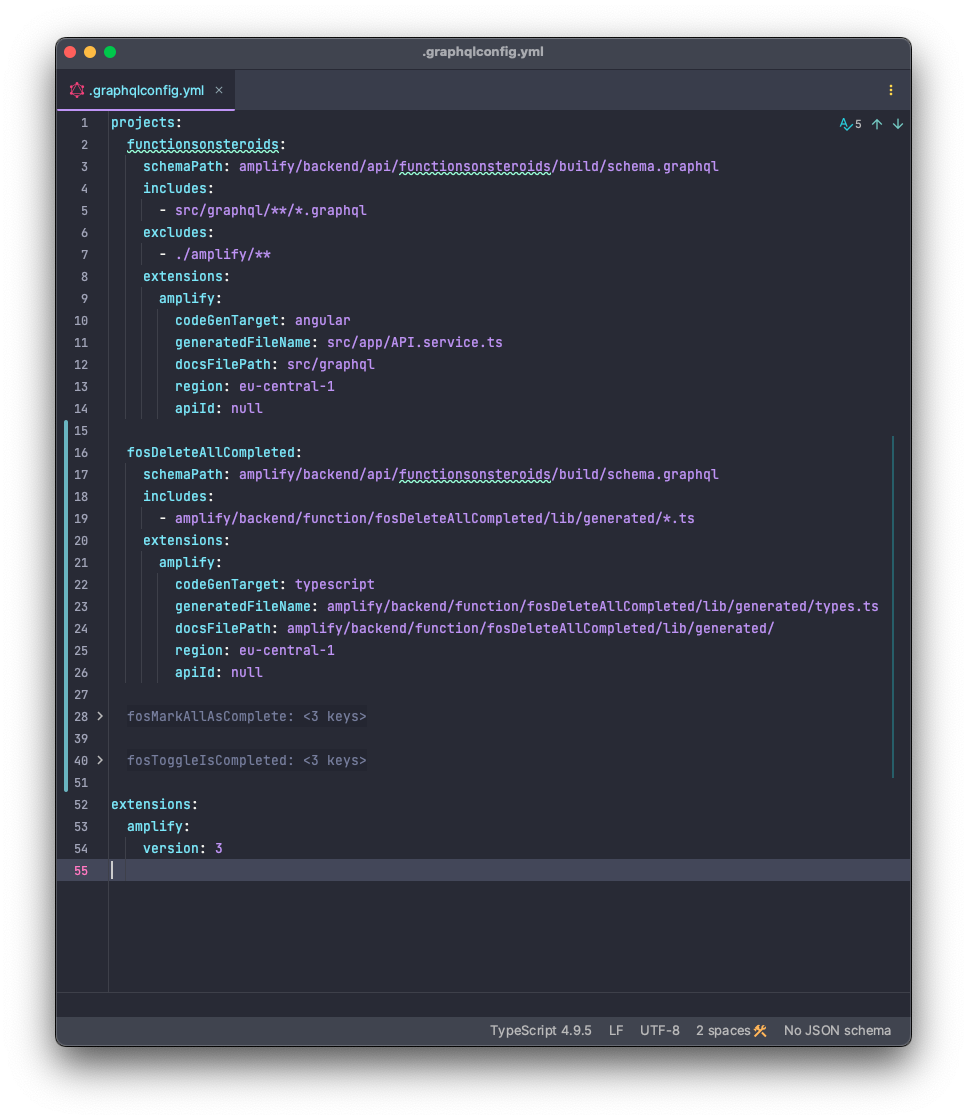 .graphqlconfig.yml
.graphqlconfig.yml ×
5
1 projects:
2   functionsonsteroids:
3     schemaPath: amplify/backend/api/functionsonsteroids/build/schema.graphql
4     includes:
5       - src/graphql/**/*.graphql
6     excludes:
7       - ./amplify/**
8     extensions:
9       amplify:
10         codeGenTarget: angular
11         generatedFileName: src/app/API.service.ts
12         docsFilePath: src/graphql
13         region: eu-central-1
14         apiId: null
15
16   fosDeleteAllCompleted:
17     schemaPath: amplify/backend/api/functionsonsteroids/build/schema.graphql
18     includes:
19       - amplify/backend/function/fosDeleteAllCompleted/lib/generated/*.ts
20     extensions:
21       amplify:
22         codeGenTarget: typescript
23         generatedFileName: amplify/backend/function/fosDeleteAllCompleted/lib/generated/types.ts
24         docsFilePath: amplify/backend/function/fosDeleteAllCompleted/lib/generated/
25         region: eu-central-1
26         apiId: null
27
28   fosMarkAllAsComplete: <3 keys>
39
40   fosToggleIsCompleted: <3 keys>
51
52 extensions:
53   amplify:
54     version: 3
55
TypeScript 4.9.5 LF UTF-8 2 spaces No JSON schema